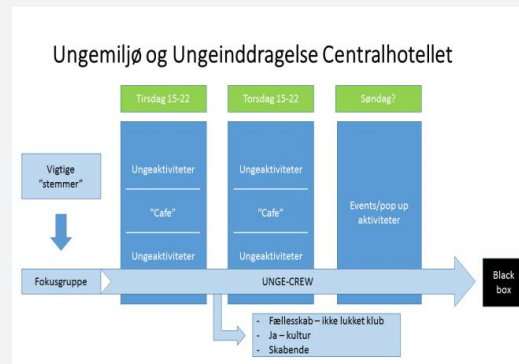 Ungemiljø og Ungeinddragelse Centralhotellet
Tirsdag 15-22
Torsdag 15-22
Søndag?
Vigtige
"stemmer"
Ungeaktiviteter
"Cafe"
Ungeaktiviteter
Ungeaktiviteter
"Cafe"
Ungeaktiviteter
Events/pop up
aktiviteter
Fokusgruppe
UNGE-CREW
Black
box
- Fællesskab – ikke lukket klub
- Ja – kultur
- Skabende